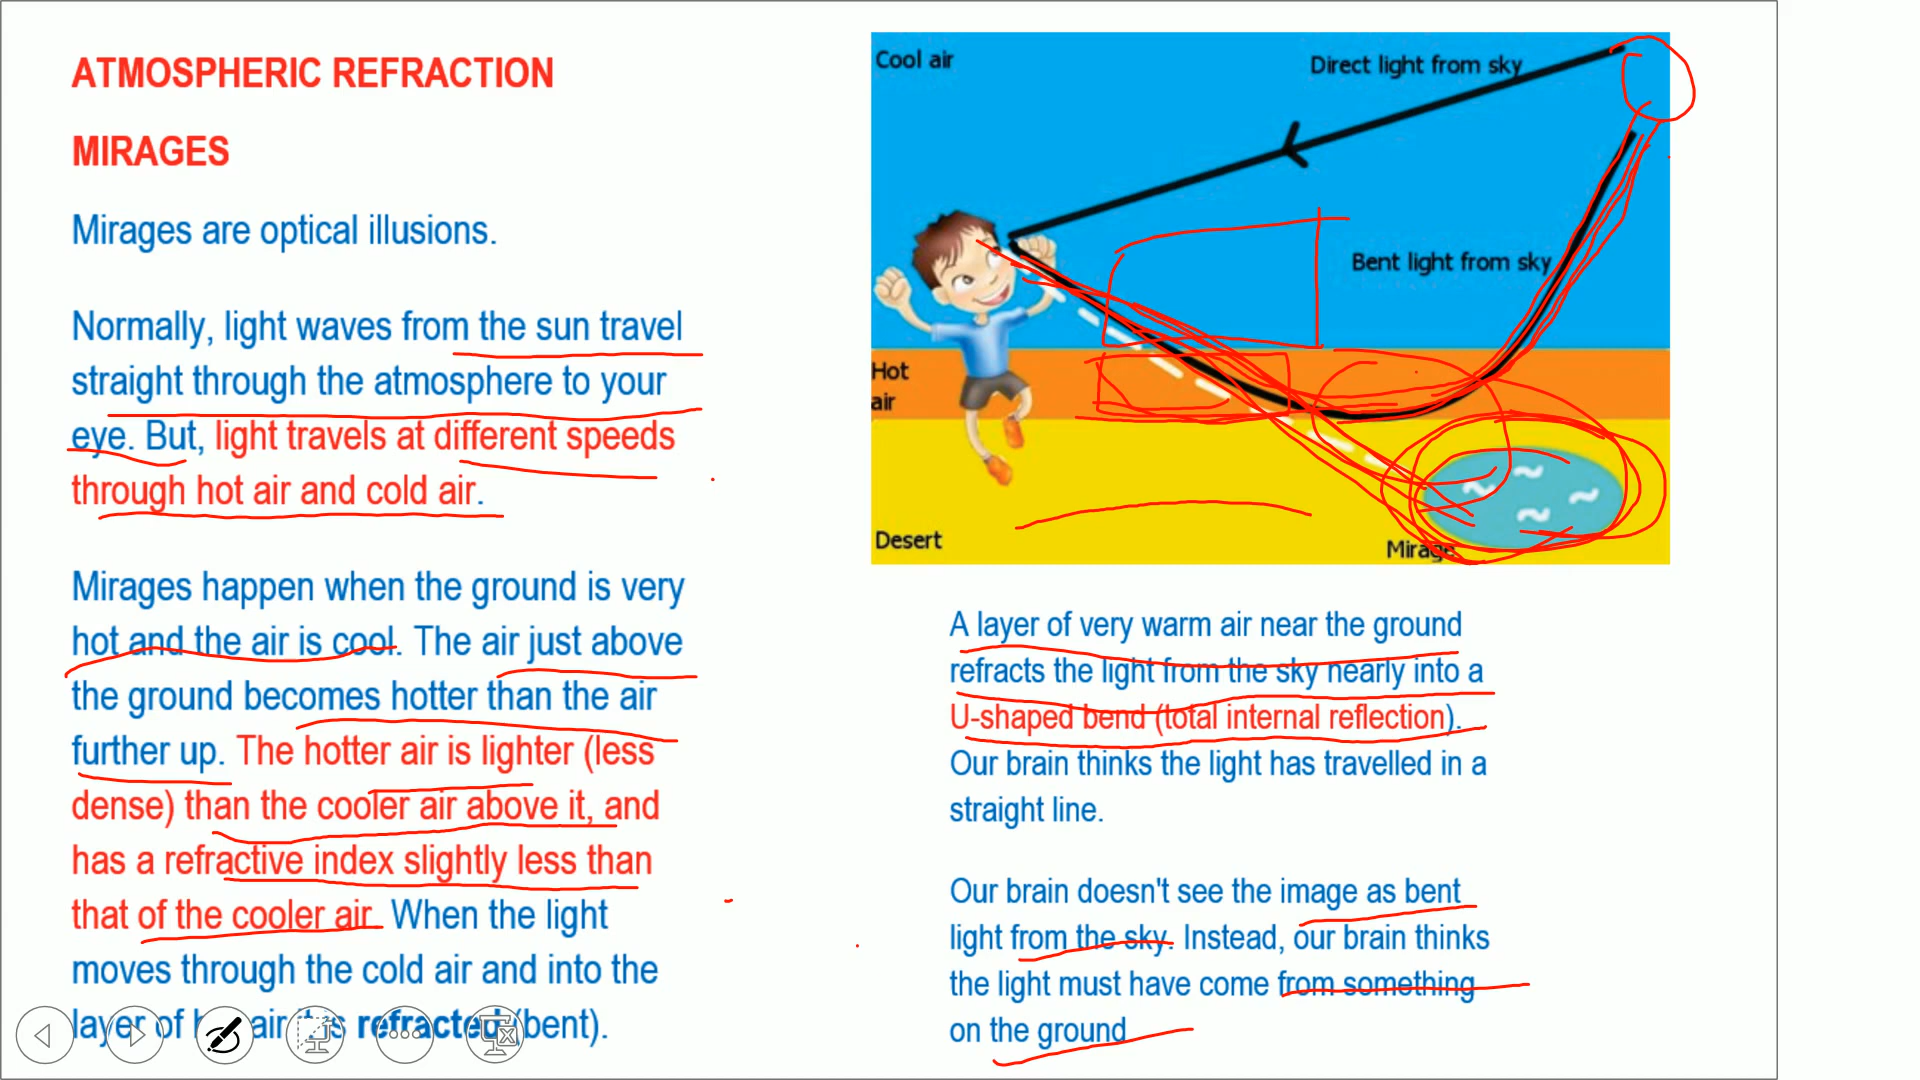 ATMOSPHERIC REFRACTION
MIRAGES
Mirages are optical illusions.
Normally, light waves from the sun travel
straight through the atmosphere to your
eye. But, light travels at different speeds
through hot air and cold air.
Mirages happen when the ground is very
hot and the air is cool. The air just above
the ground becomes hotter than the air
further up. The hotter air is lighter (less
dense) than the cooler air above it, and
has a refractive index slightly less than
that of the cooler air. When the light
moves through the cold air and into the
layer of air refracted (bent).
Cool air
Direct light from sky
Bent light from sky
Hot
air
Desert
Mirage
A layer of very warm air near the ground
refracts the light from the sky nearly into a
U-shaped bend (total internal reflection).
Our brain thinks the light has travelled in a
straight line.
Our brain doesn't see the image as bent
light from the sky. Instead, our brain thinks
the light must have come from something
on the ground